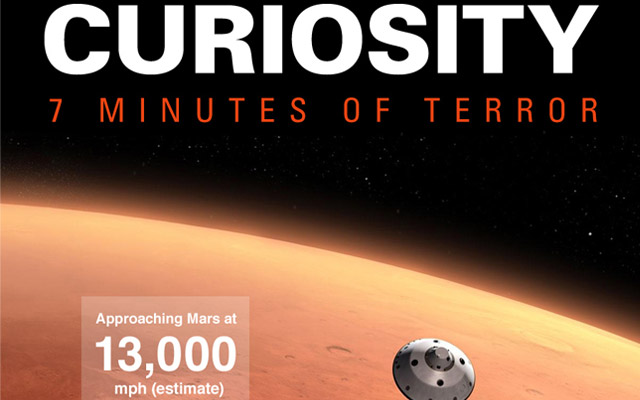 CURIOSITY
7 MINUTES OF TERROR
Approaching Mars at
13,000
mph (estimate)